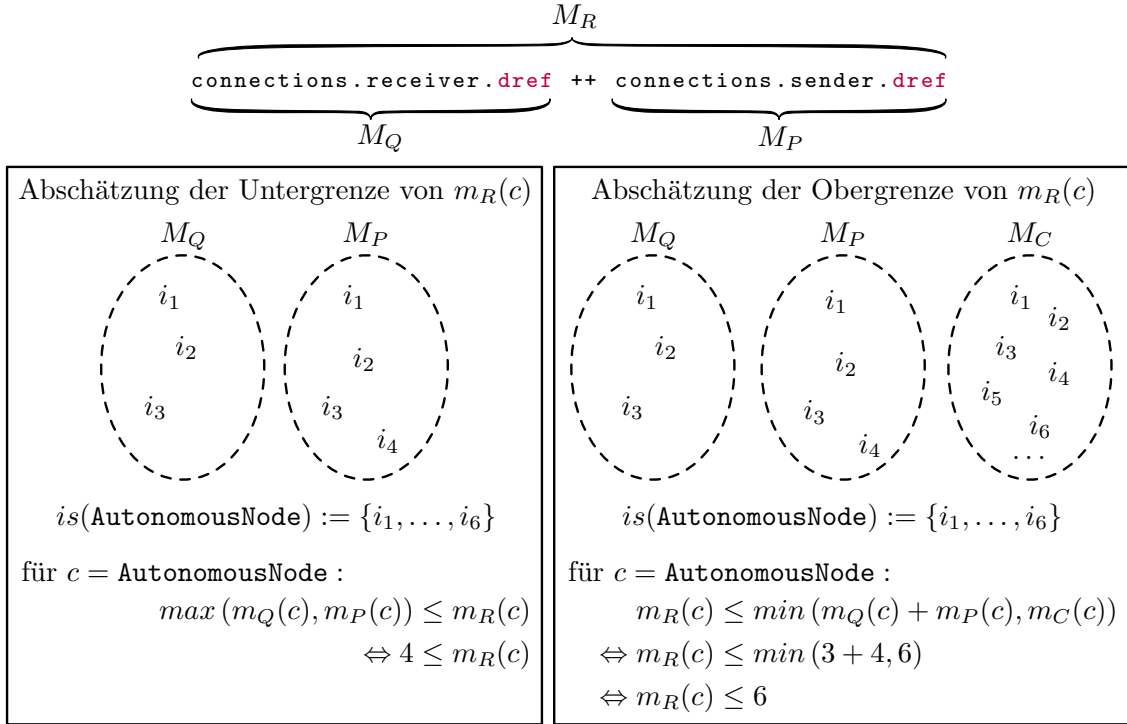 M_R
connections.receiver.dref ++ connections.sender.dref
M_Q M_P
Abschätzung der Untergrenze von m_R(c)
M_Q M_P
i_1 i_1
i_2 i_2
i_3 i_3
i_4
is(AutonomousNode) := {i_1, . . . , i_6}
für c = AutonomousNode :
max (m_Q(c), m_P(c)) ≤ m_R(c)
⇔ 4 ≤ m_R(c)
Abschätzung der Obergrenze von m_R(c)
M_Q M_P M_C
i_1 i_1 i_1
i_2
i_2 i_2 i_3
i_4
i_3 i_3 i_5
i_4 i_6
. . .
is(AutonomousNode) := {i_1, . . . , i_6}
für c = AutonomousNode :
m_R(c) ≤ min (m_Q(c) + m_P(c), m_C(c))
⇔ m_R(c) ≤ min (3 + 4, 6)
⇔ m_R(c) ≤ 6